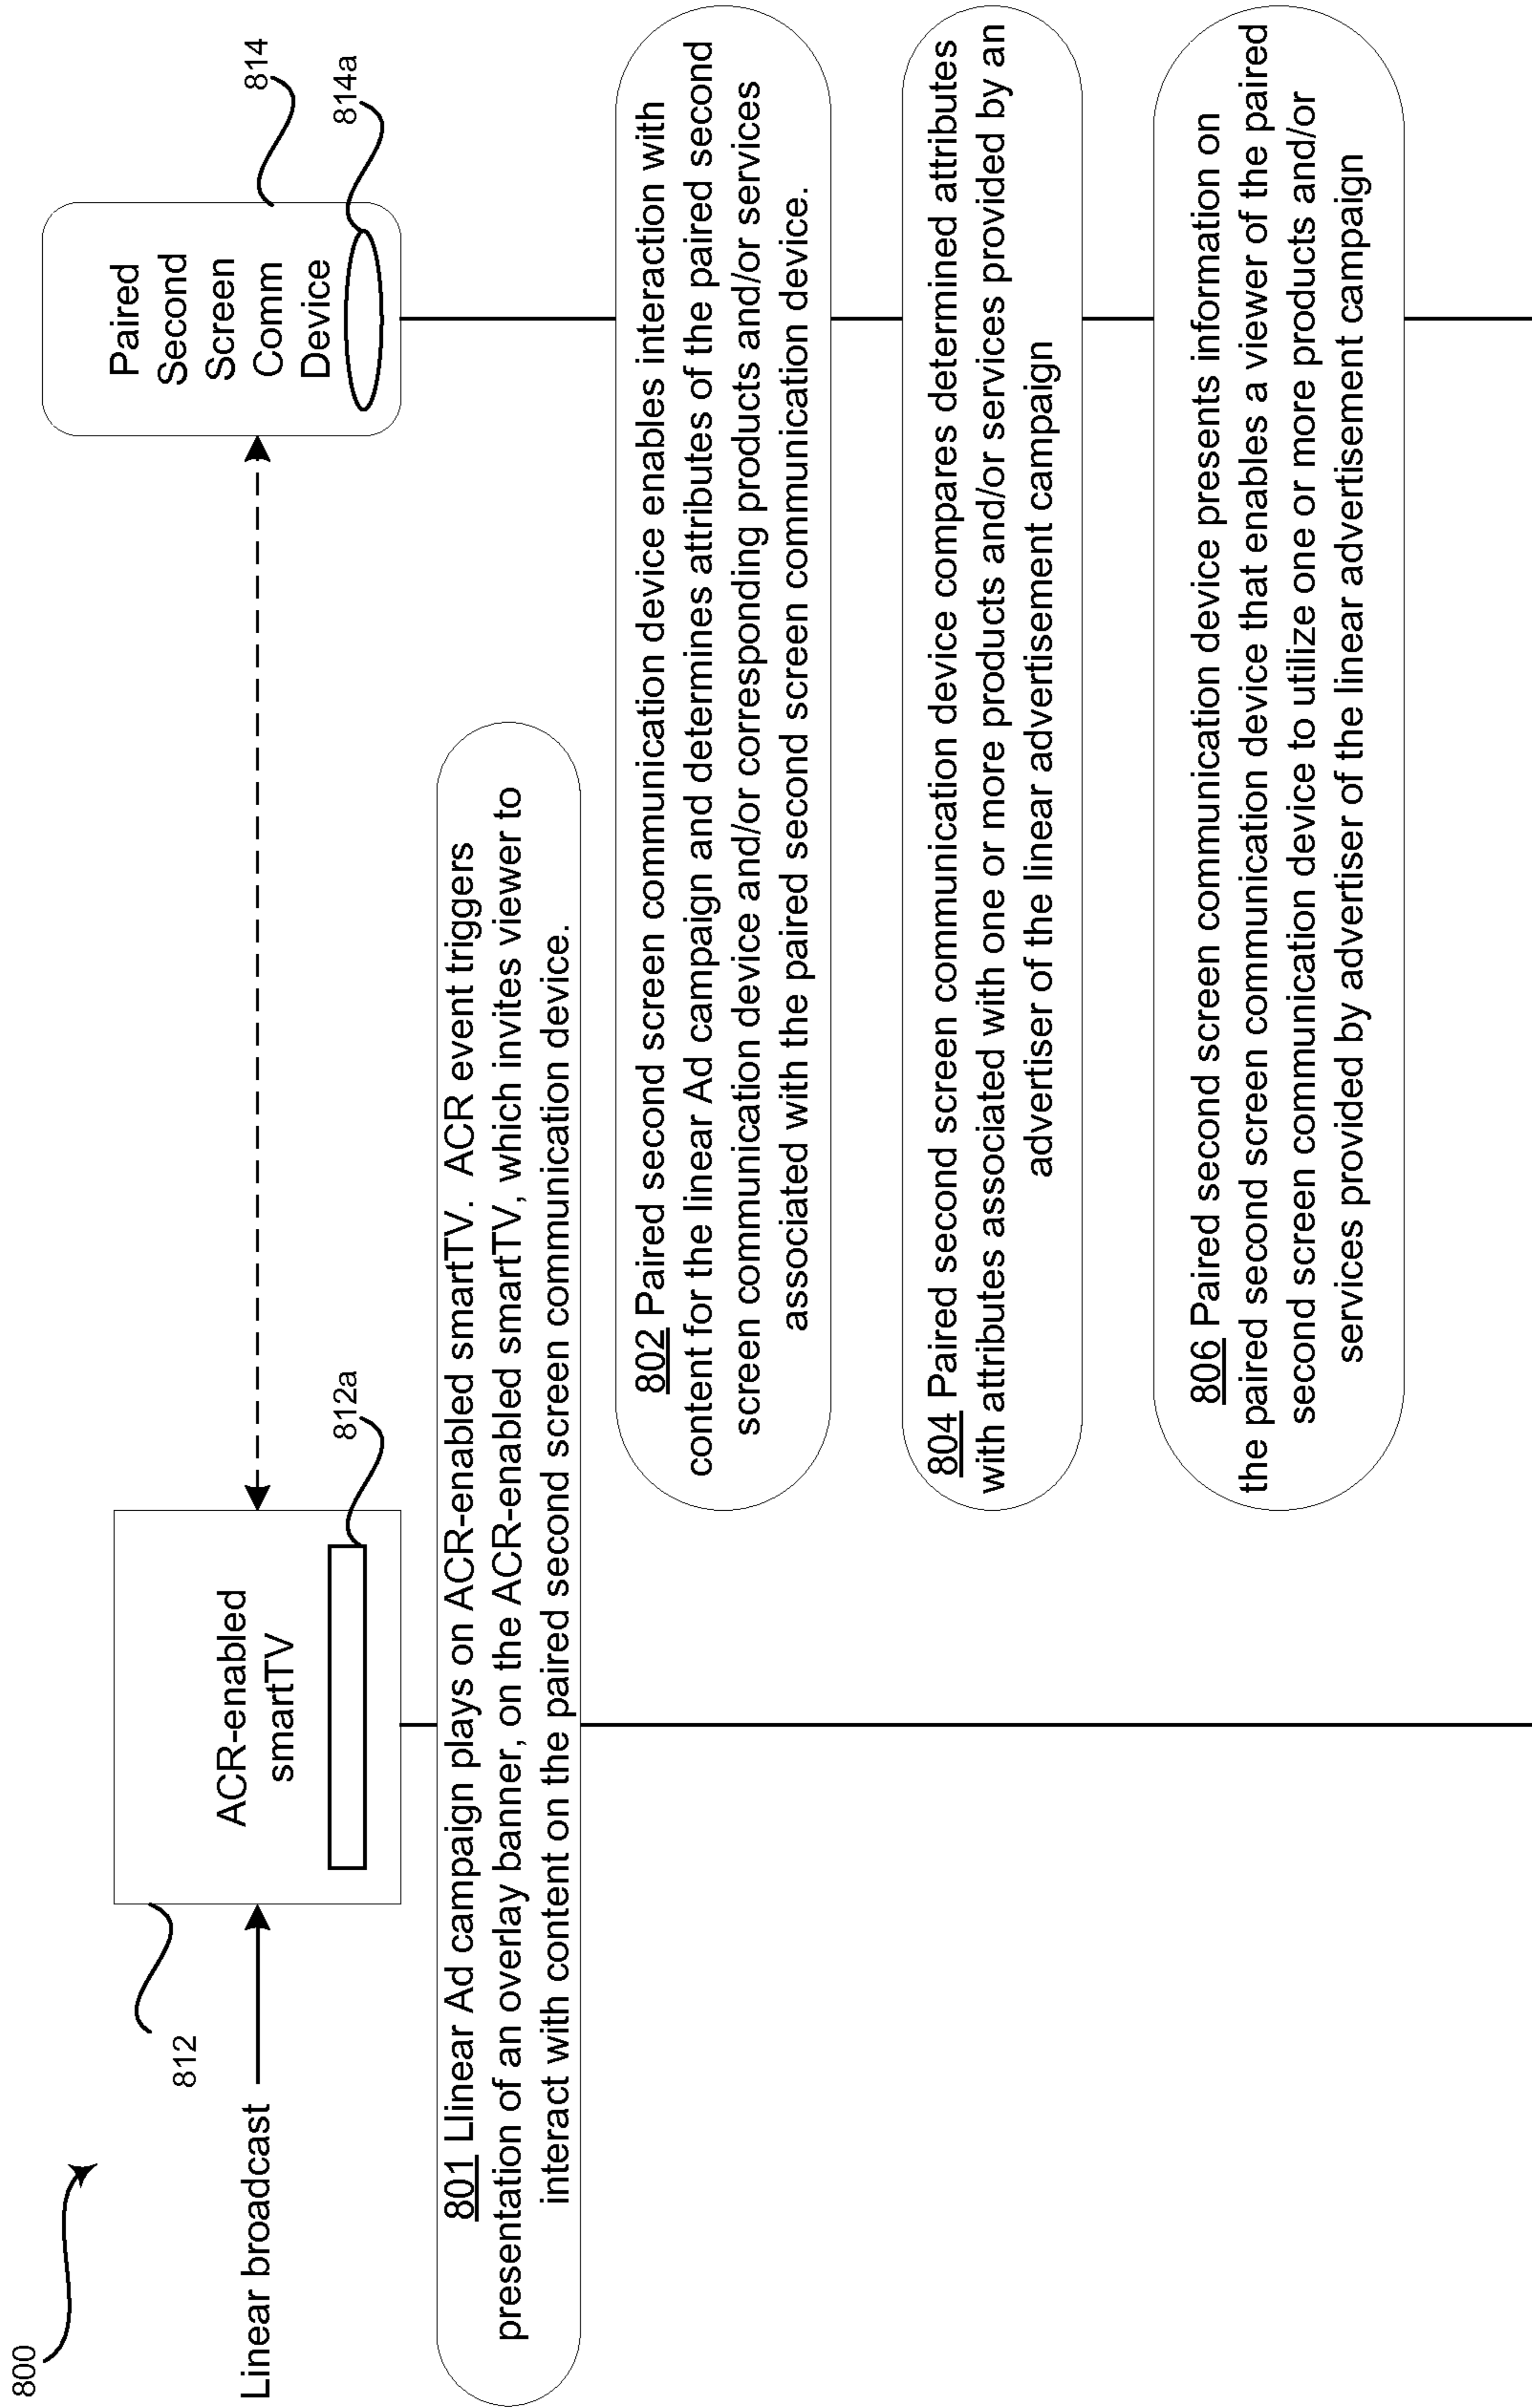 800
Linear broadcast
812
ACR-enabled
smartTV
812a
Paired
Second
Screen
Comm
Device
814
814a
801 Llinear Ad campaign plays on ACR-enabled smartTV. ACR event triggers
presentation of an overlay banner, on the ACR-enabled smartTV, which invites viewer to
interact with content on the paired second screen communication device.
802 Paired second screen communication device enables interaction with
content for the linear Ad campaign and determines attributes of the paired second
screen communication device and/or corresponding products and/or services
associated with the paired second screen communication device.
804 Paired second screen communication device compares determined attributes
with attributes associated with one or more products and/or services provided by an
advertiser of the linear advertisement campaign
806 Paired second screen communication device presents information on
the paired second screen communication device that enables a viewer of the paired
second screen communication device to utilize one or more products and/or
services provided by advertiser of the linear advertisement campaign